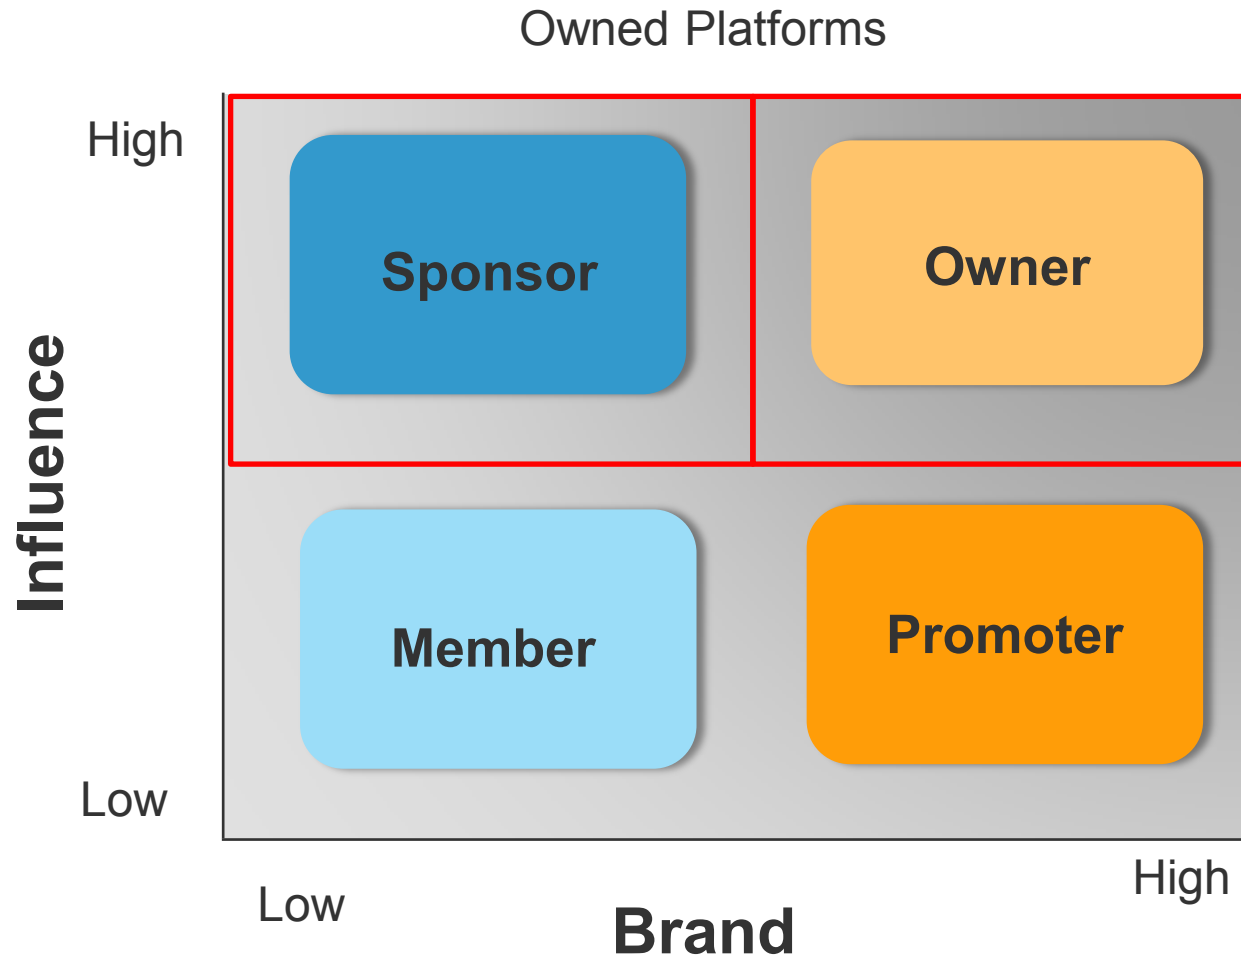 Owned Platforms
High
Sponsor
Owner
Influence
Member
Promoter
Low
Low
High
Brand